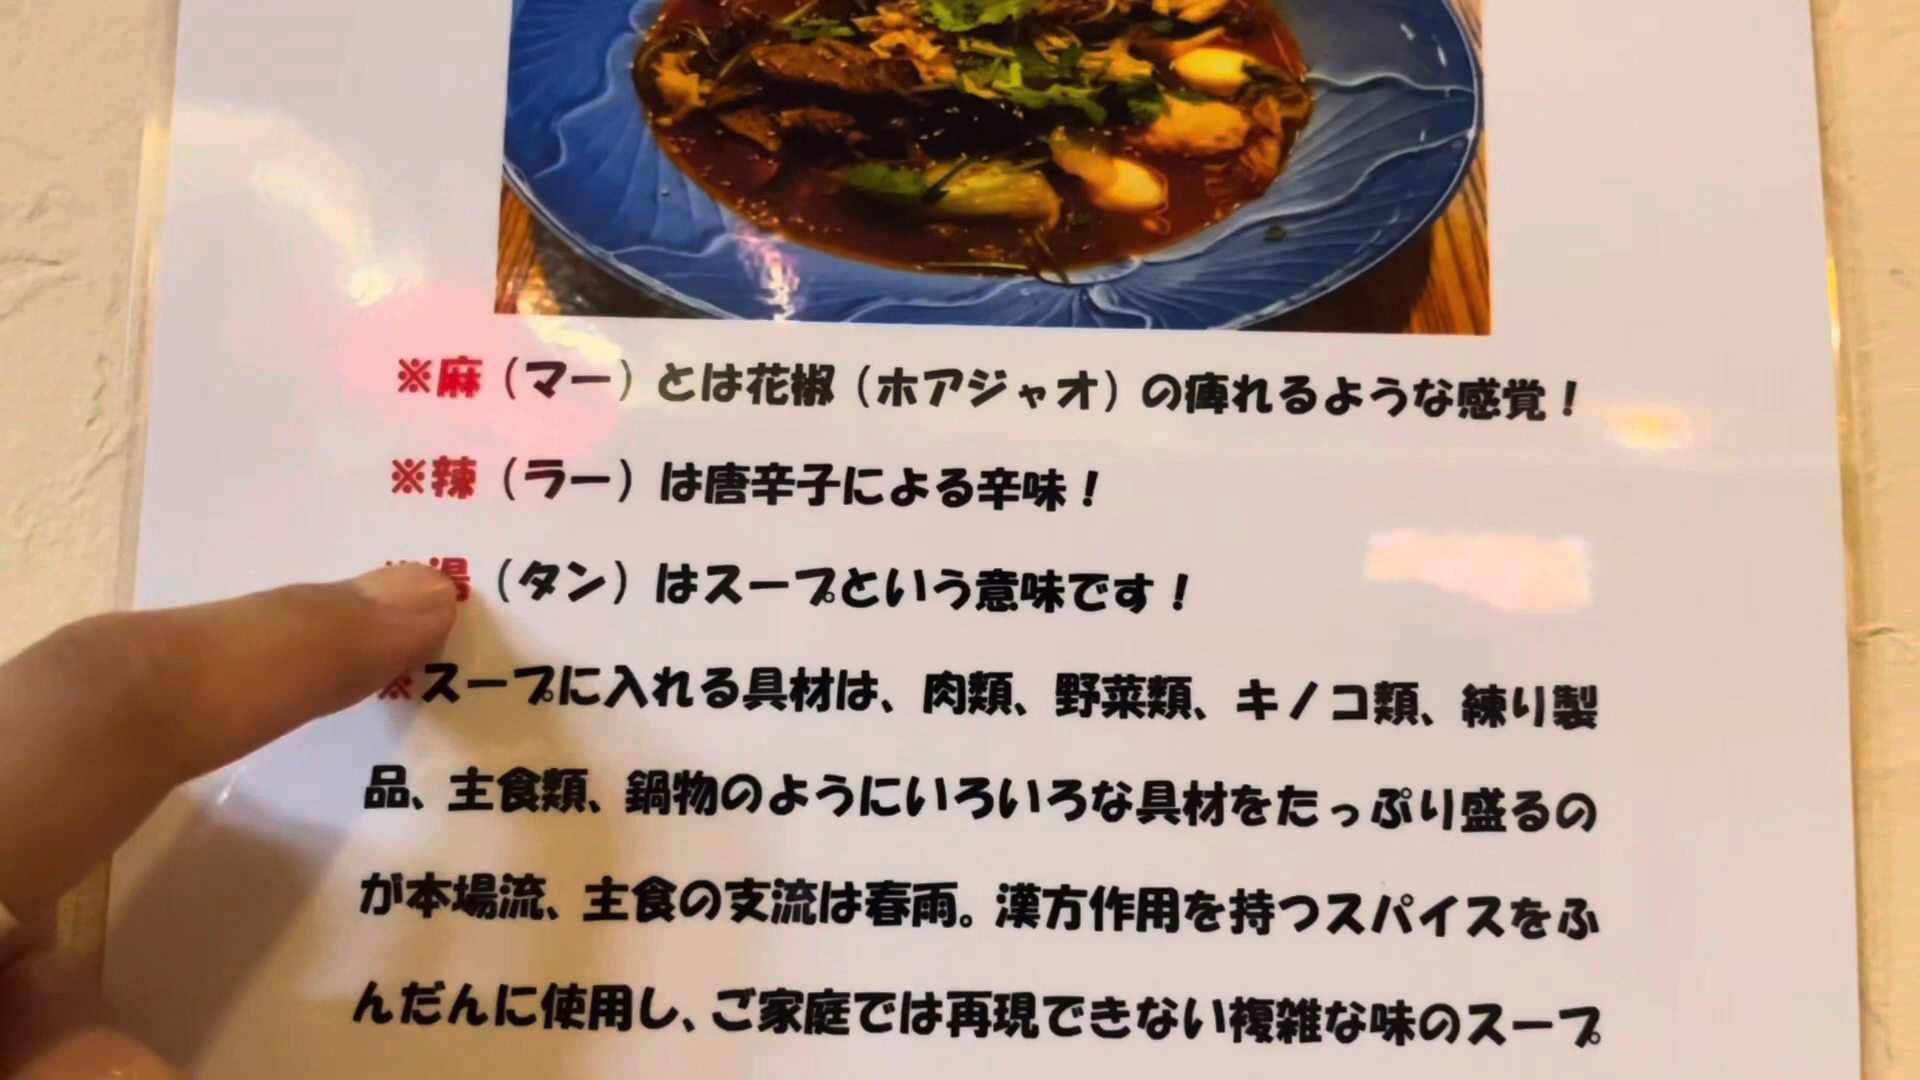 ※麻（マー）とは花椒（ホアジャオ）の痺れるような感覚！
※辣（ラー）は唐辛子による辛味！
※湯（タン）はスープという意味です！
※スープに入れる具材は、肉類、野菜類、キノコ類、練り製
品、主食類、鍋物のようにいろいろな具材をたっぷり盛るの
が本場流、主食の支流は春雨。漢方作用を持つスパイスをふ
んだんに使用し、ご家庭では再現できない複雑な味のスープ